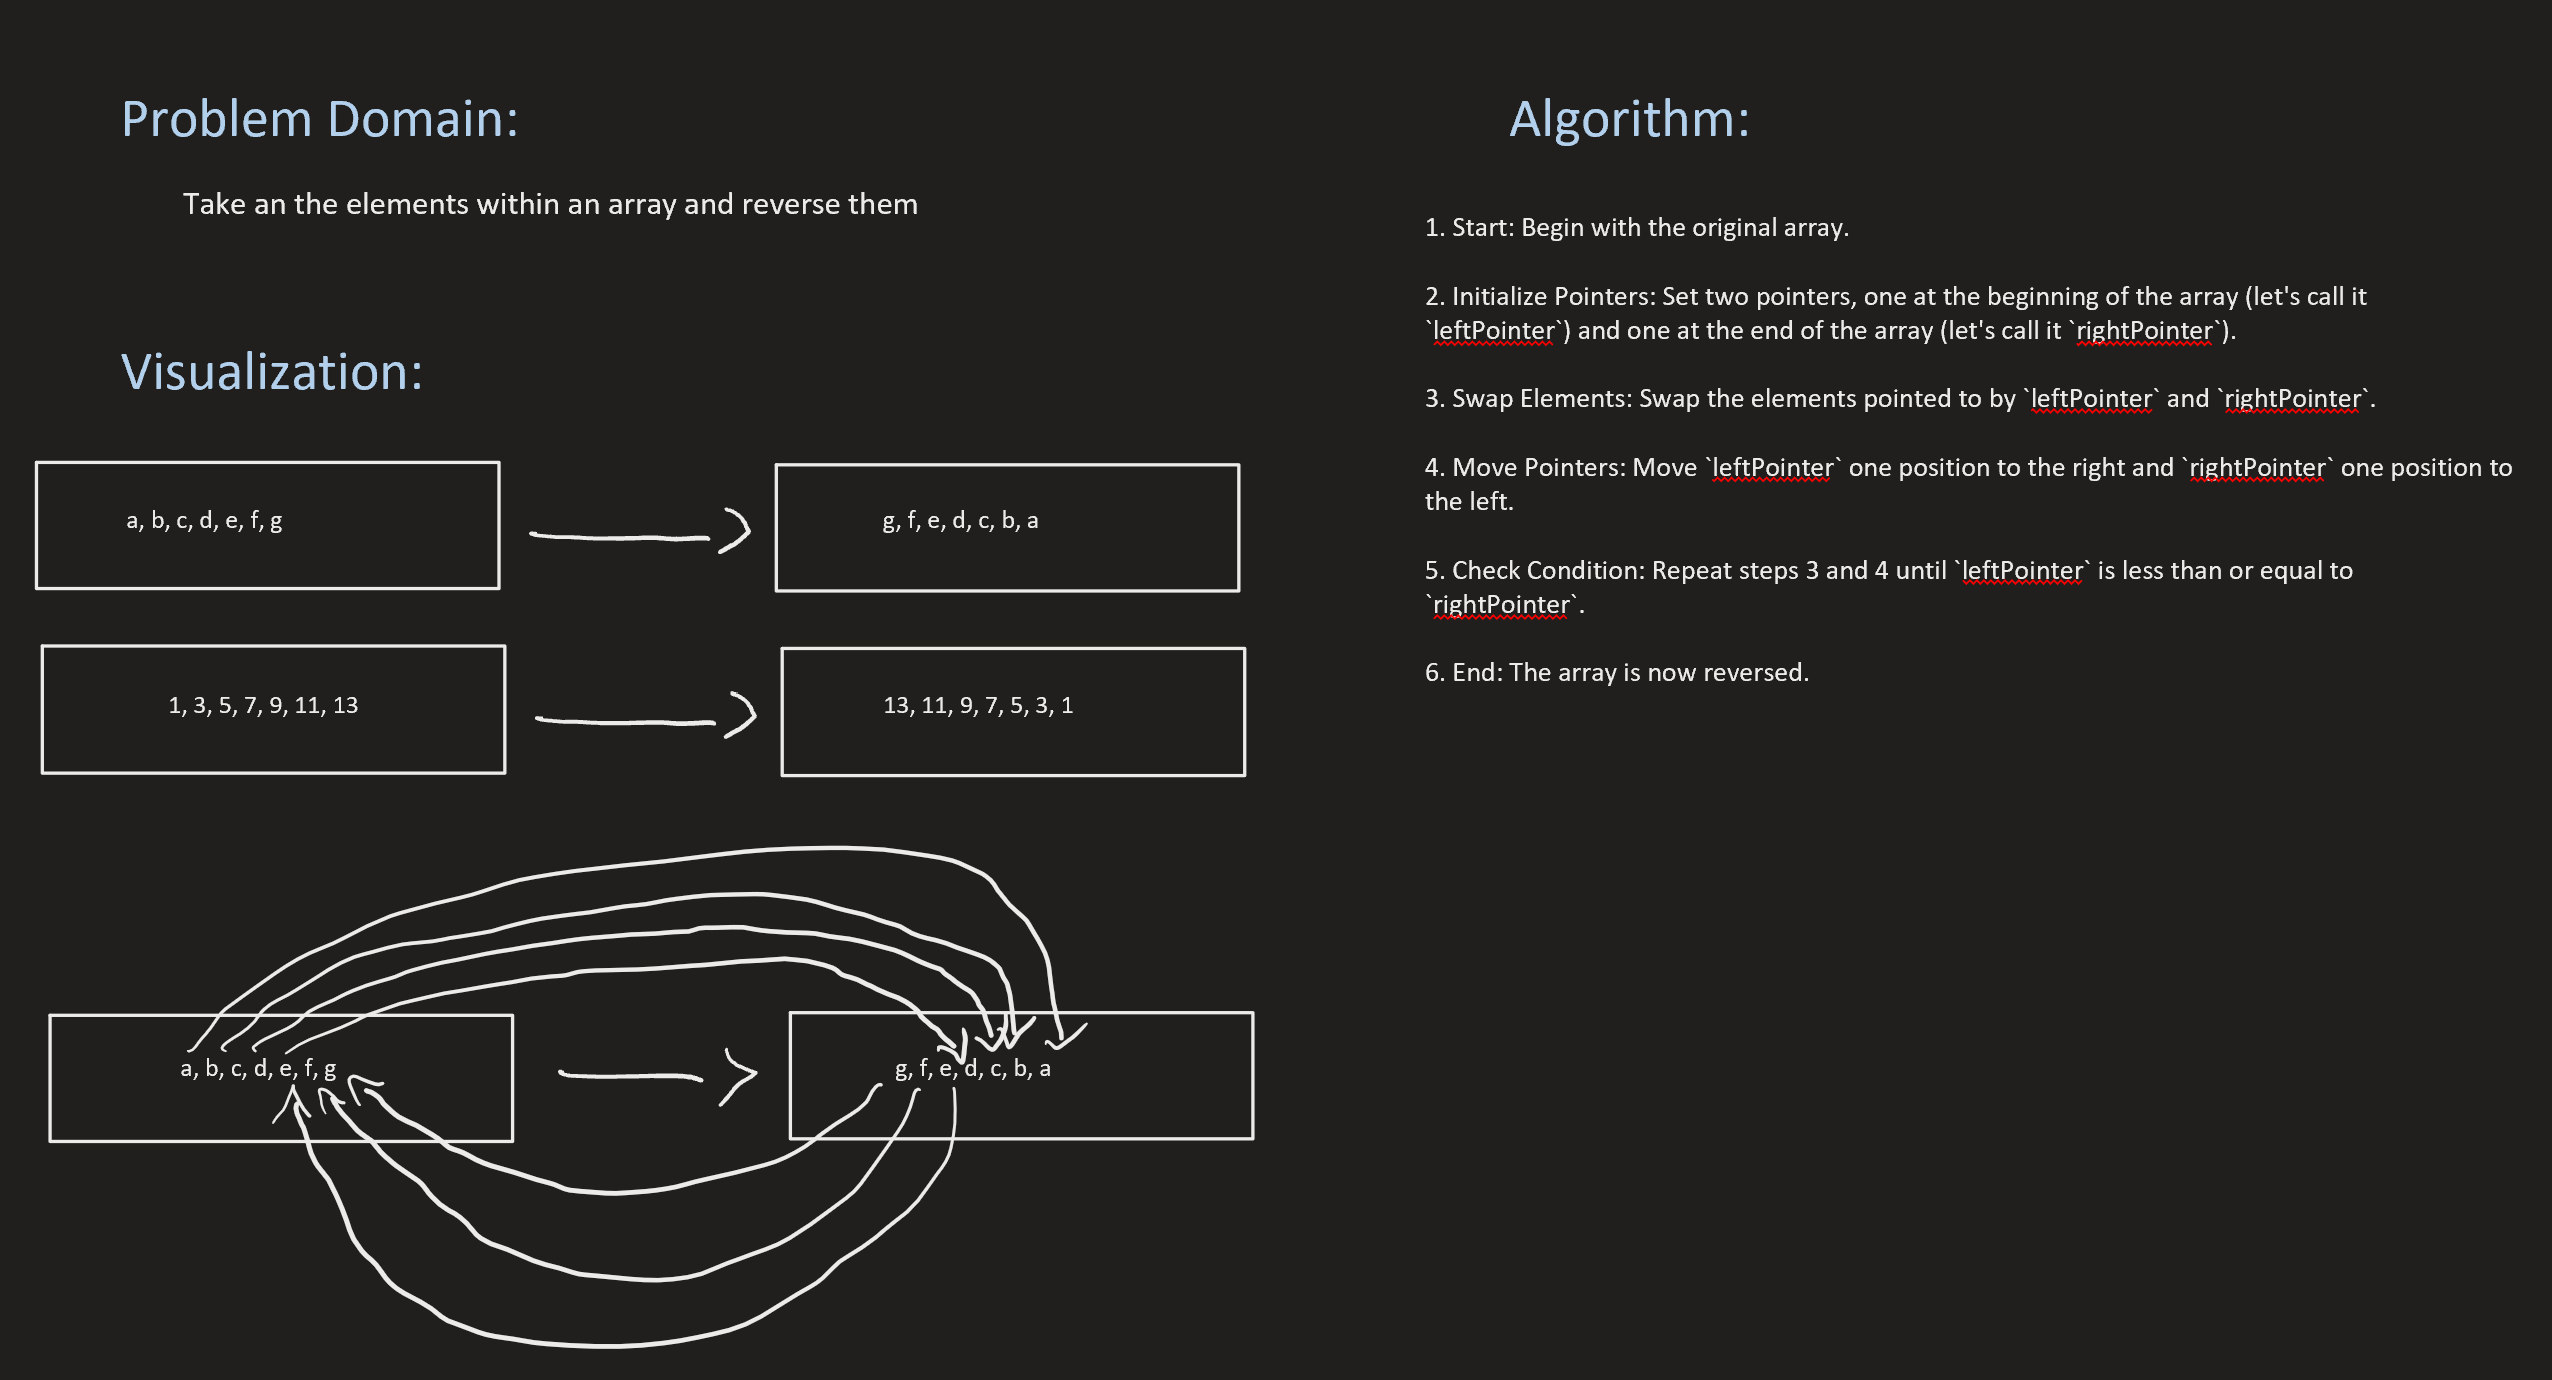 Problem Domain:
Take an the elements within an array and reverse them
Visualization:
a, b, c, d, e, f, g
g, f, e, d, c, b, a
1, 3, 5, 7, 9, 11, 13
13, 11, 9, 7, 5, 3, 1
a, b, c, d, e, f, g
g, f, e, d, c, b, a
Algorithm:
1. Start: Begin with the original array.
2. Initialize Pointers: Set two pointers, one at the beginning of the array (let's call it
`leftPointer`) and one at the end of the array (let's call it `rightPointer`).
3. Swap Elements: Swap the elements pointed to by `leftPointer` and `rightPointer`.
4. Move Pointers: Move `leftPointer` one position to the right and `rightPointer` one position to
the left.
5. Check Condition: Repeat steps 3 and 4 until `leftPointer` is less than or equal to
`rightPointer`.
6. End: The array is now reversed.